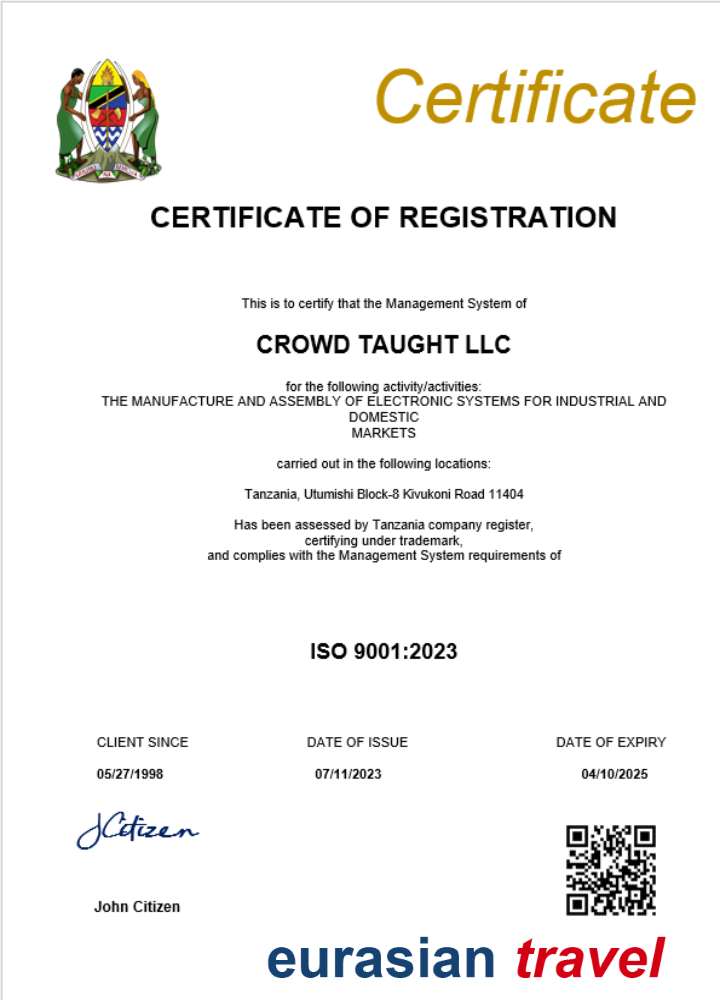 Certificate
CERTIFICATE OF REGISTRATION
This is to certify that the Management System of
CROWD TAUGHT LLC
for the following activity/activities:
THE MANUFACTURE AND ASSEMBLY OF ELECTRONIC SYSTEMS FOR INDUSTRIAL AND
DOMESTIC
MARKETS
carried out in the following locations:
Tanzania, Utumishi Block-8 Kivukoni Road 11404
Has been assessed by Tanzania company register,
certifying under trademark,
and complies with the Management System requirements of
ISO 9001:2023
CLIENT SINCE DATE OF ISSUE DATE OF EXPIRY
05/27/1998 07/11/2023 04/10/2025
JCitizen
John Citizen
eurasian travel